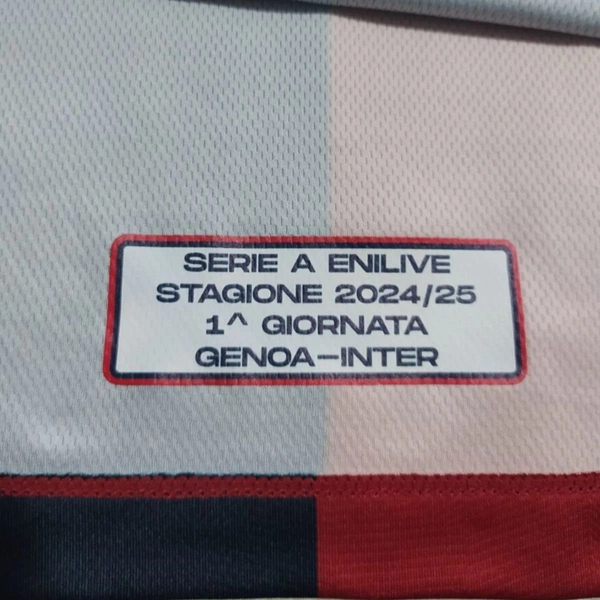 SERIE A ENILIVE
STAGIONE 2024/25
1^ GIORNATA
GENOA-INTER